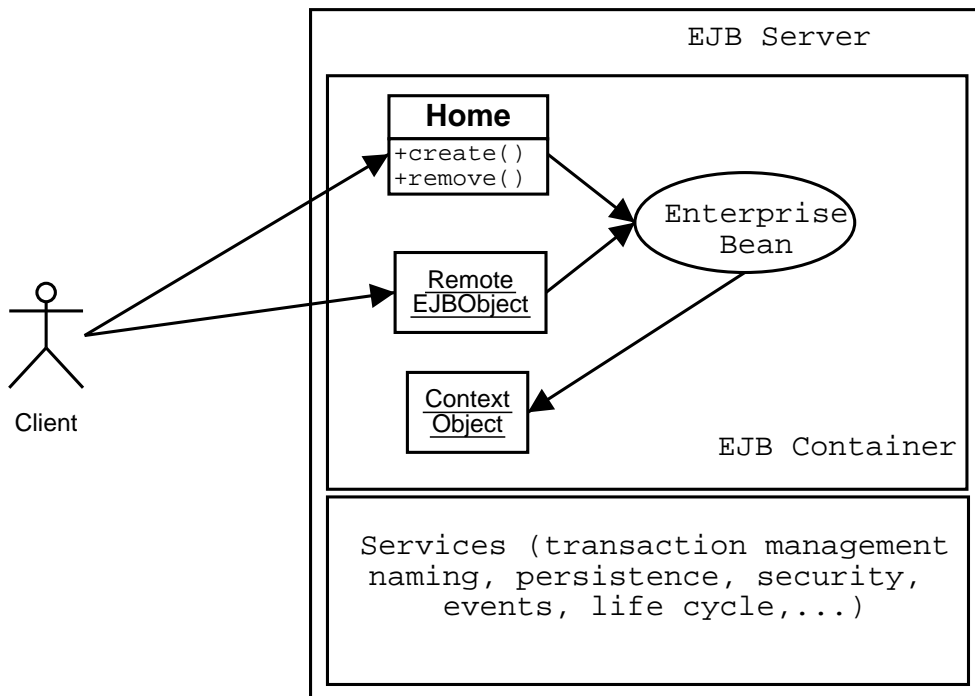 EJB Server
Home
+create()
+remove()
Enterprise
Bean
Remote
EJBObject
Client
Context
Object
EJB Container
Services (transaction management
naming, persistence, security,
events, life cycle,...)